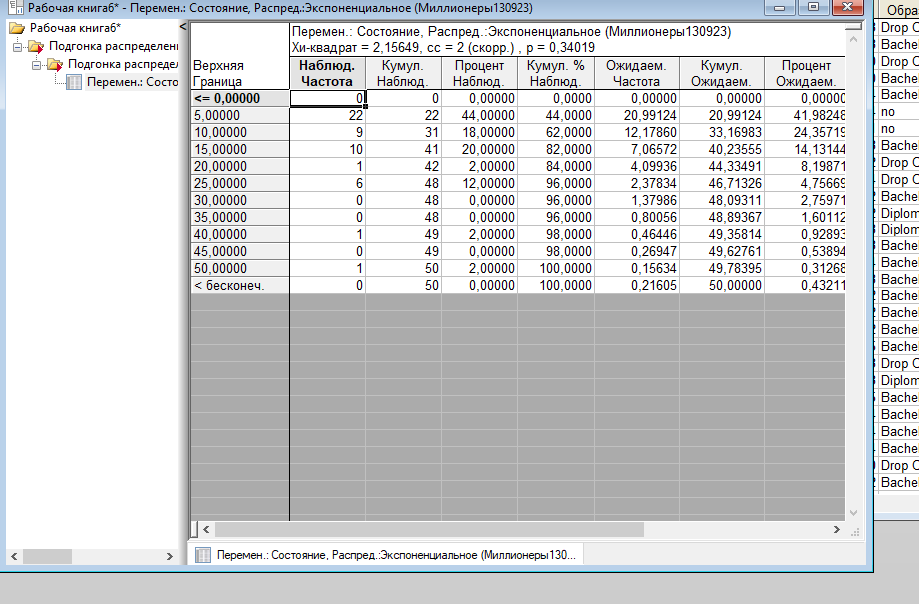 Рабочая книга6* - Перемен.: Состояние, Распред.:Экспоненциальное (Миллионеры130923)
Рабочая книга6*
Подгонка распределени
Подгонка распредел
Перемен.: Состо
Перемен.: Состояние, Распред.:Экспоненциальное (Миллионеры130923)
Хи-квадрат = 2,15649, сс = 2 (скорр.) , p = 0,34019
Верхняя Граница Наблюд. Частота Кумул. Наблюд. Процент Наблюд. Кумул. % Наблюд. Ожидаем. Частота Кумул. Ожидаем. Процент Ожидаем.
<= 0,00000 0 0 0,00000 0,0000 0,00000 0,00000 0,00000
5,00000 22 22 44,00000 44,0000 20,99124 20,99124 41,98248
10,00000 9 31 18,00000 62,0000 12,17860 33,16983 24,35719
15,00000 10 41 20,00000 82,0000 7,06572 40,23555 14,13144
20,00000 1 42 2,00000 84,0000 4,09936 44,33491 8,19871
25,00000 6 48 12,00000 96,0000 2,37834 46,71326 4,75669
30,00000 0 48 0,00000 96,0000 1,37986 48,09311 2,75971
35,00000 0 48 0,00000 96,0000 0,80056 48,89367 1,60112
40,00000 1 49 2,00000 98,0000 0,46446 49,35814 0,92893
45,00000 0 49 0,00000 98,0000 0,26947 49,62761 0,53894
50,00000 1 50 2,00000 100,0000 0,15634 49,78395 0,31268
< бесконеч. 0 50 0,00000 100,0000 0,21605 50,00000 0,43211
Перемен.: Состояние, Распред.:Экспоненциальное (Миллионеры130...
Обра
Drop C
Bache
Drop C
Bache
Bache
no
no
Bache
Drop C
Drop C
Bache
Diplom
Diplom
Bache
Bache
Bache
Bache
Bache
Bache
Bache
Drop C
Diplom
Bache
Bache
Bache
Bache
Drop C
Bache